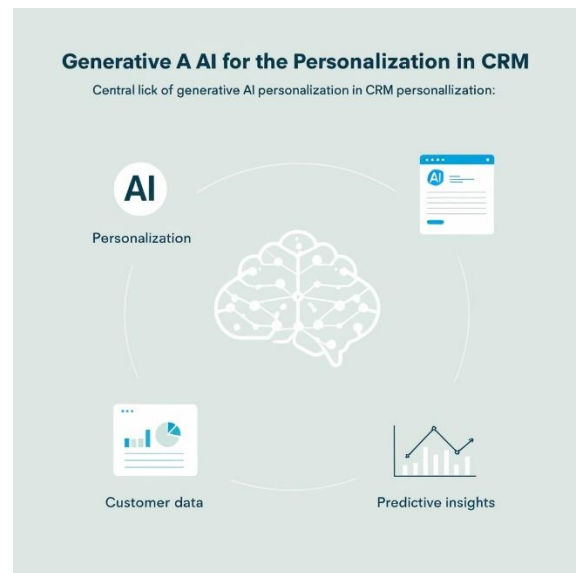 Generative A AI for the Personalization in CRM
Central lick of generative AI personalization in CRM personallization:
AI
AI
Personalization
Customer data
Predictive insights